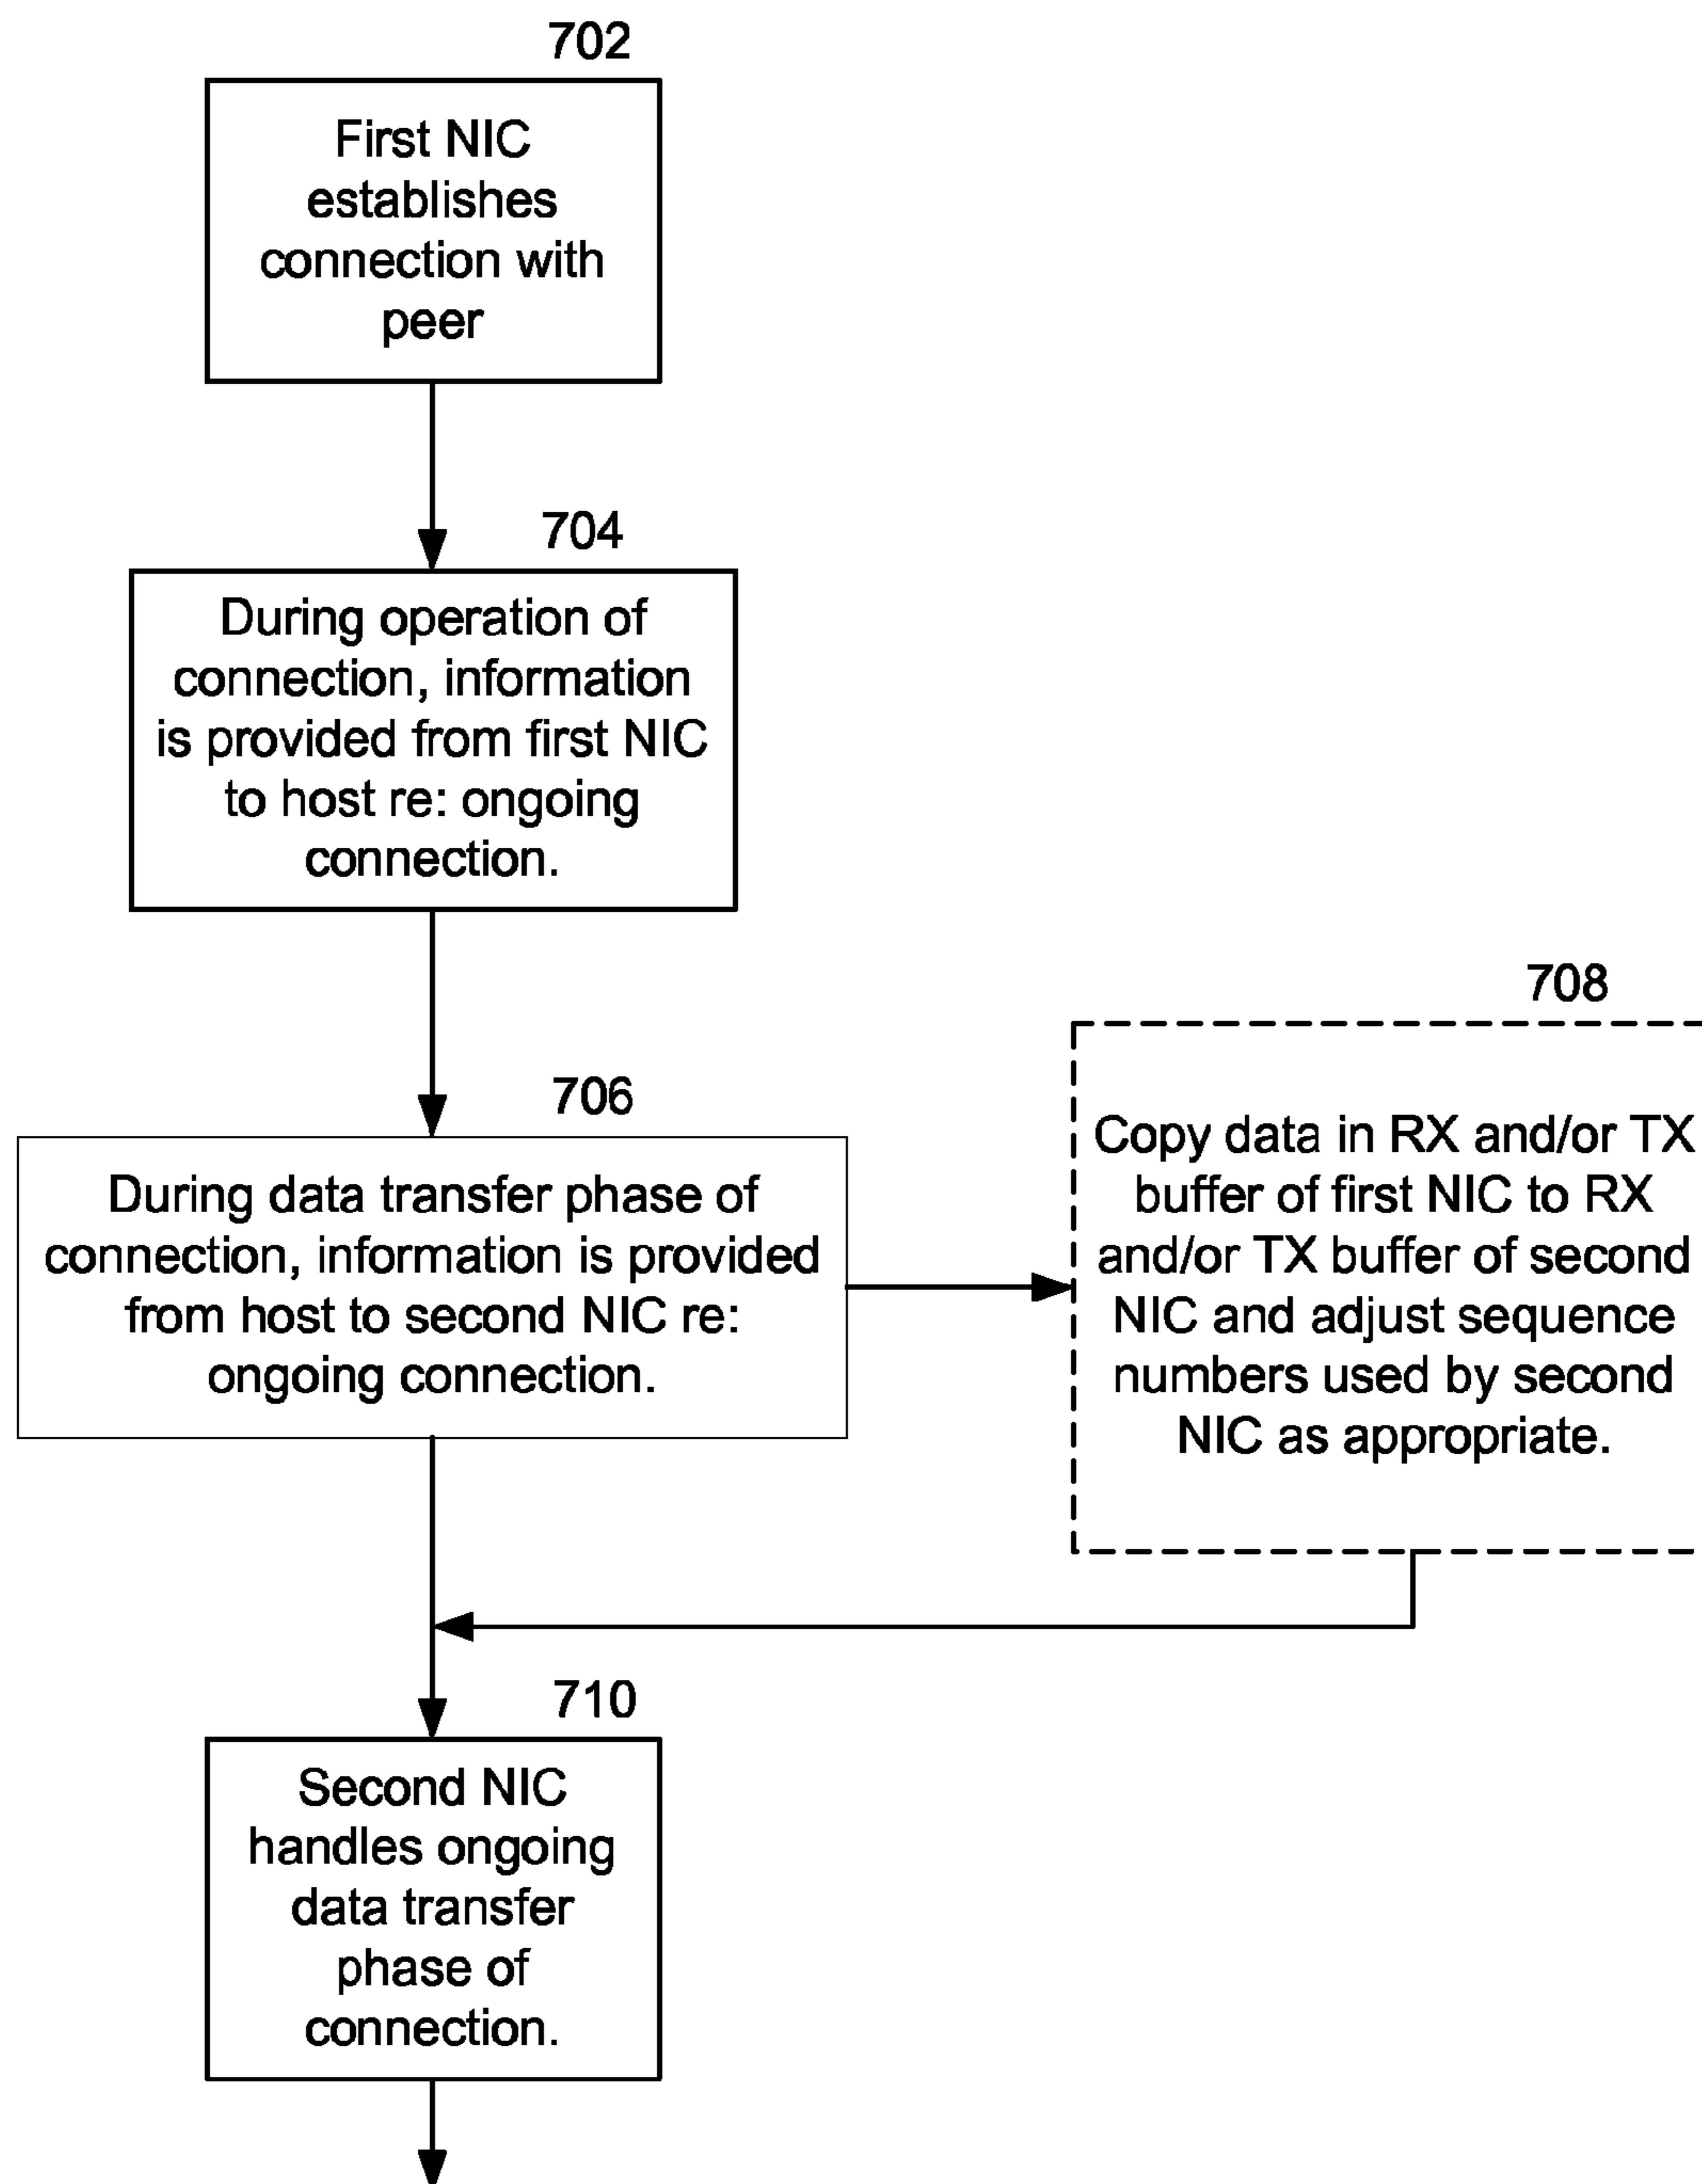 702
First NIC
establishes
connection with
peer
704
During operation of
connection, information
is provided from first NIC
to host re: ongoing
connection.
706
During data transfer phase of
connection, information is provided
from host to second NIC re:
ongoing connection.
708
Copy data in RX and/or TX
buffer of first NIC to RX
and/or TX buffer of second
NIC and adjust sequence
numbers used by second
NIC as appropriate.
710
Second NIC
handles ongoing
data transfer
phase of
connection.